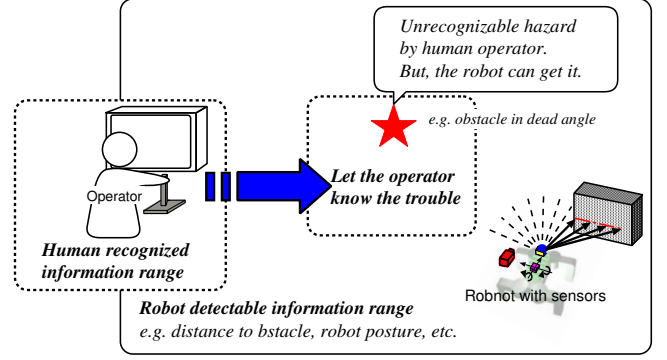 Unrecognizable hazard
by human operator.
But, the robot can get it.
e.g. obstacle in dead angle
Operator
Let the operator
know the trouble
Human recognized
information range
Robnot with sensors
Robot detectable information range
e.g. distance to bstacle, robot posture, etc.